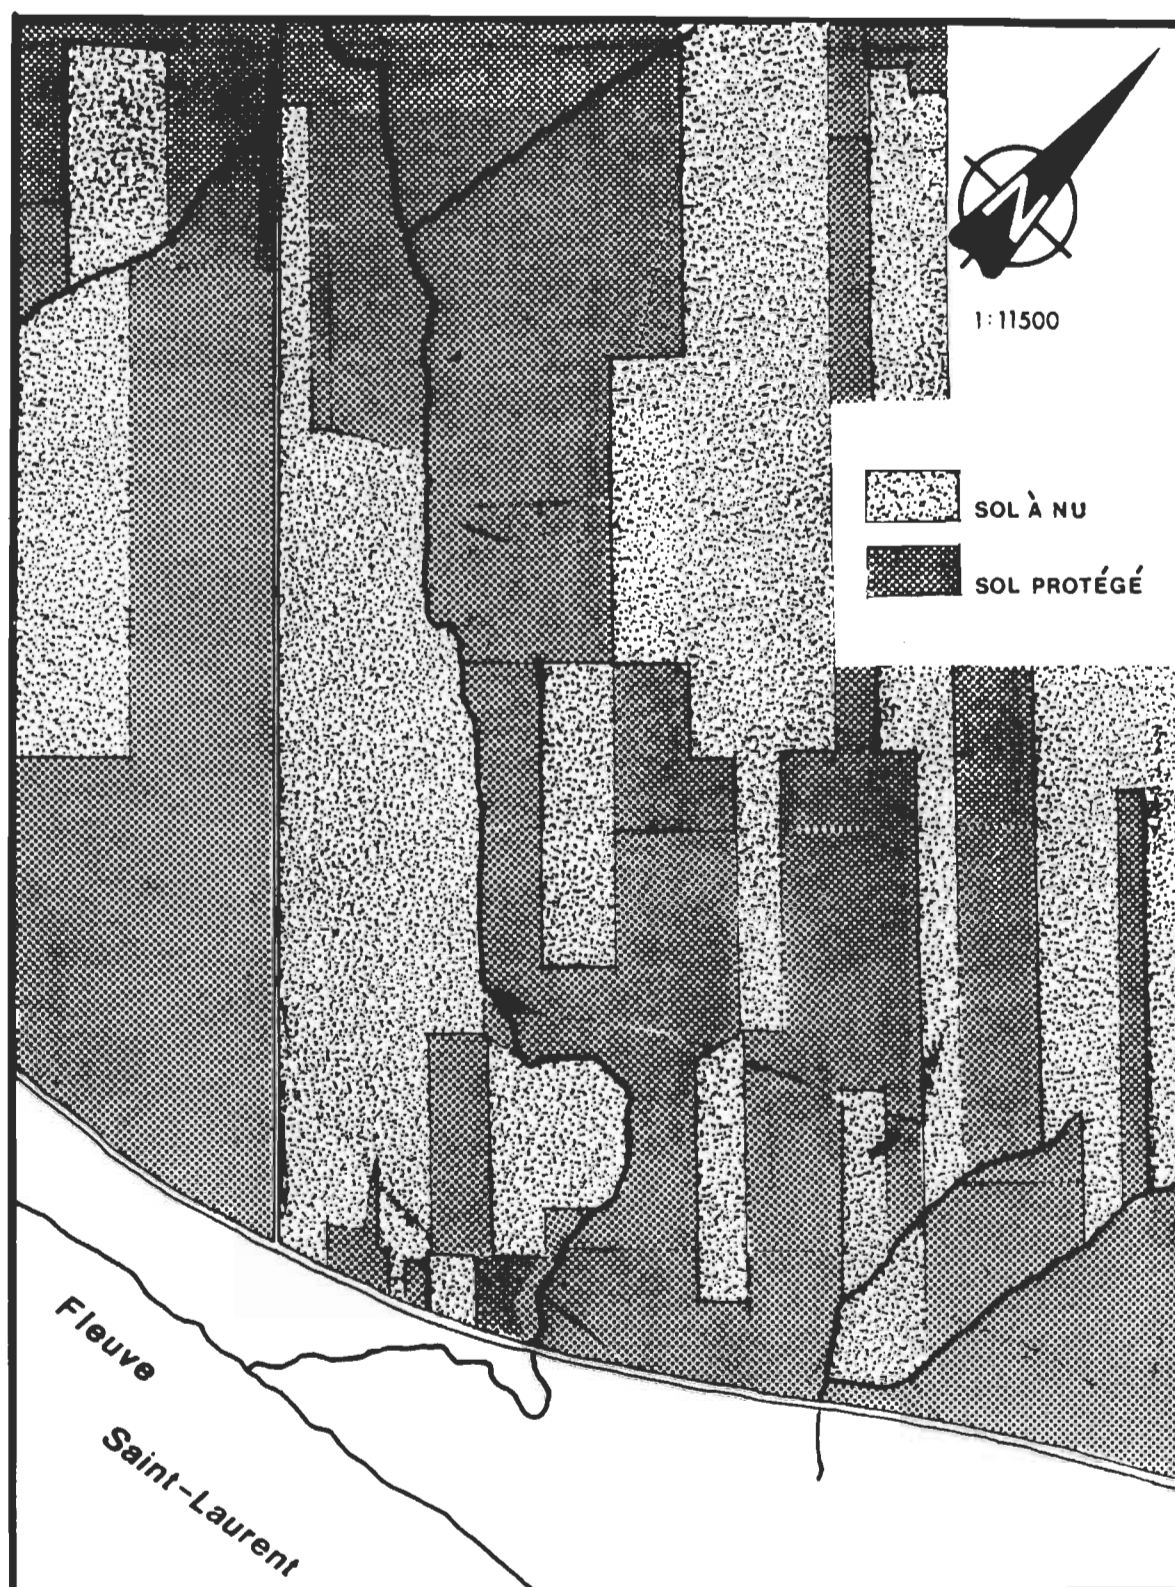 N
1:11500
SOL À NU
SOL PROTÉGÉ
Fleuve
Saint-Laurent